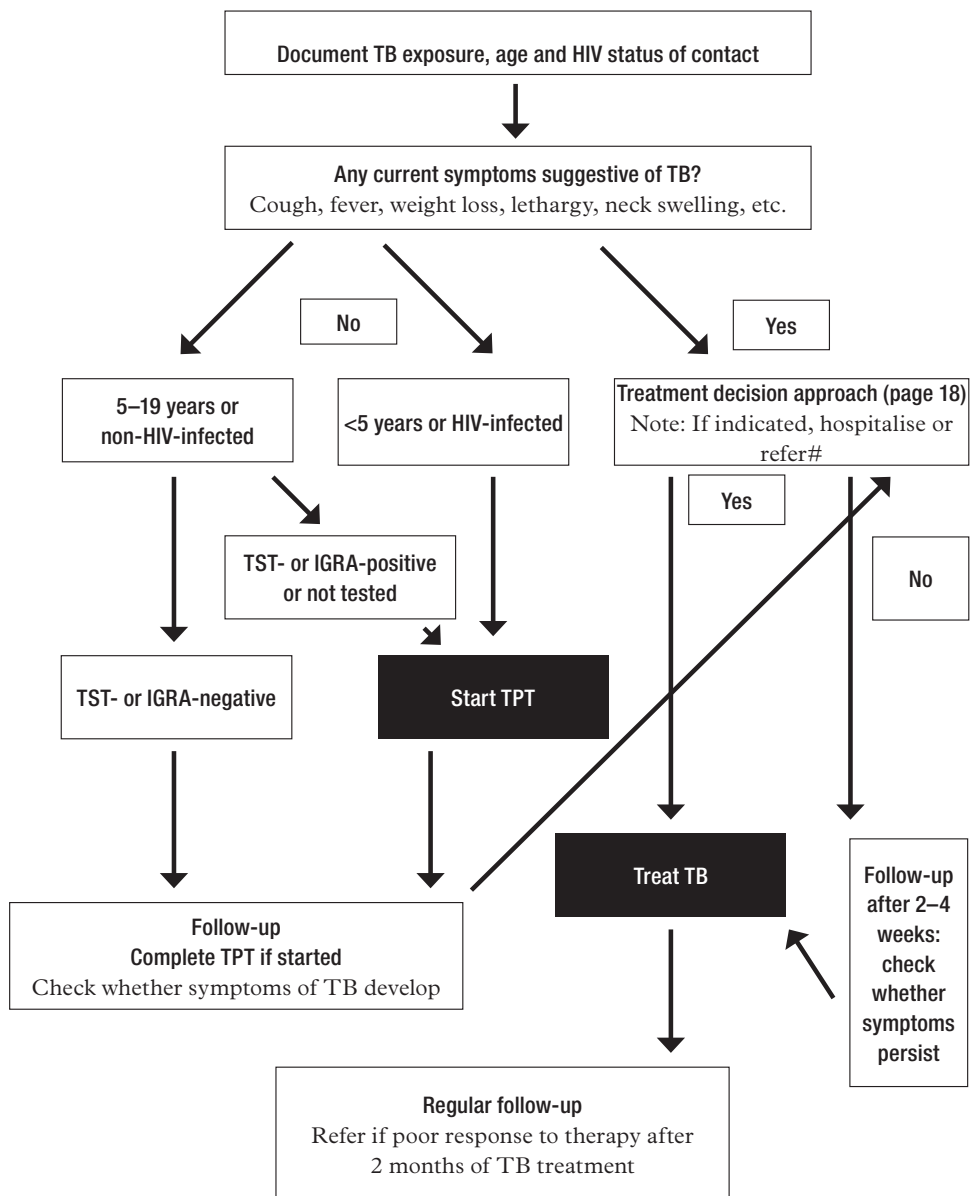 Document TB exposure, age and HIV status of contact
Any current symptoms suggestive of TB?
Cough, fever, weight loss, lethargy, neck swelling, etc.
No
Yes
5–19 years or
non-HIV-infected
<5 years or HIV-infected
Treatment decision approach (page 18)
Note: If indicated, hospitalise or
refer#
Yes
No
TST- or IGRA-positive
or not tested
TST- or IGRA-negative
Start TPT
Treat TB
Follow-up
after 2–4
weeks:
check
whether
symptoms
persist
Follow-up
Complete TPT if started
Check whether symptoms of TB develop
Regular follow-up
Refer if poor response to therapy after
2 months of TB treatment